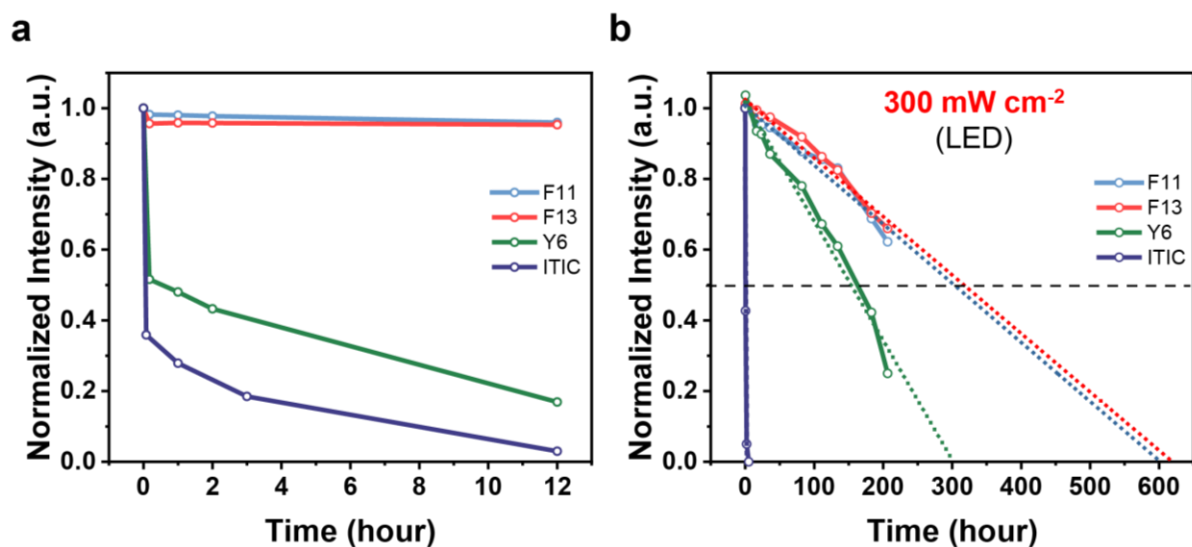 a
Normalized Intensity (a.u.)
1.0
0.8
0.6
0.4
0.2
0.0
F11
F13
Y6
ITIC
0 2 4 6 8 10 12
Time (hour)
b
Normalized Intensity (a.u.)
1.0
0.8
0.6
0.4
0.2
0.0
300 mW cm⁻²
(LED)
F11
F13
Y6
ITIC
0 100 200 300 400 500 600
Time (hour)